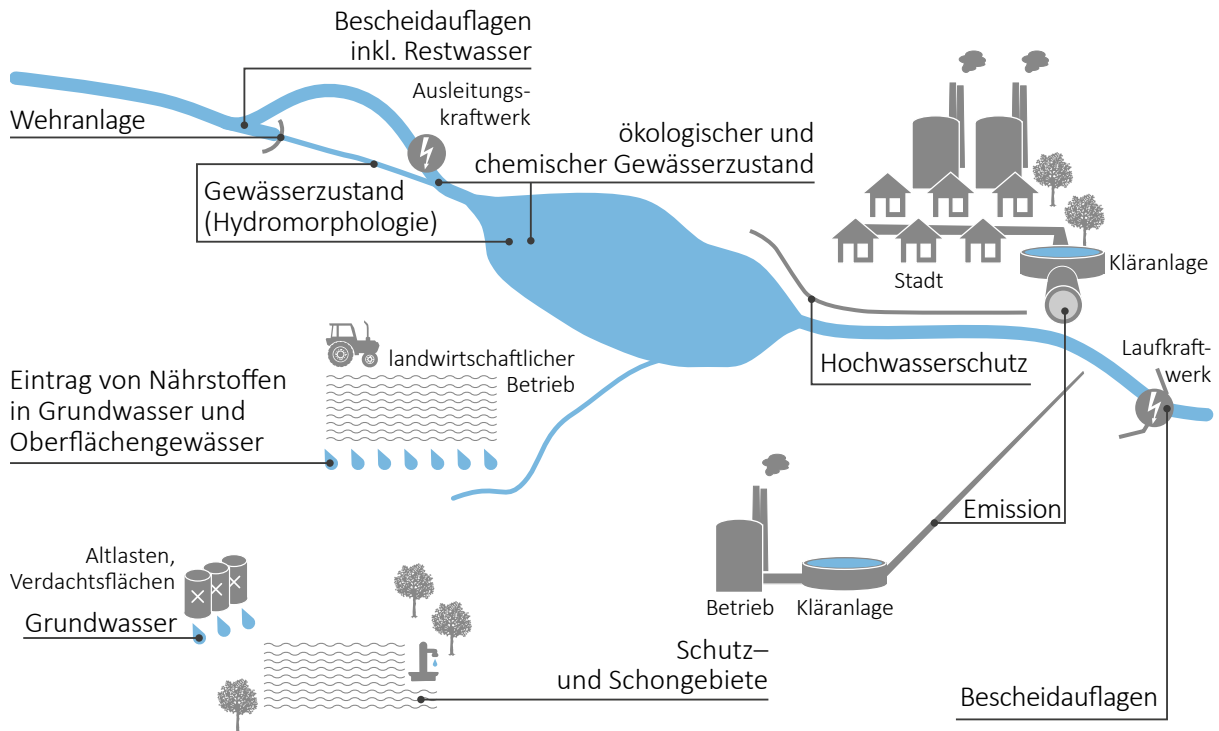 Bescheidauflagen
inkl. Restwasser
Ausleitungs-
kraftwerk
Wehranlage
ökologischer und
chemischer Gewässerzustand
Gewässerzustand
(Hydromorphologie)
Stadt
Kläranlage
Hochwasserschutz
Laufkraft-
werk
landwirtschaftlicher
Betrieb
Eintrag von Nährstoffen
in Grundwasser und
Oberflächengewässer
Emission
Altlasten,
Verdachtsflächen
Grundwasser
Betrieb
Kläranlage
Schutz–
und Schongebiete
Bescheidauflagen